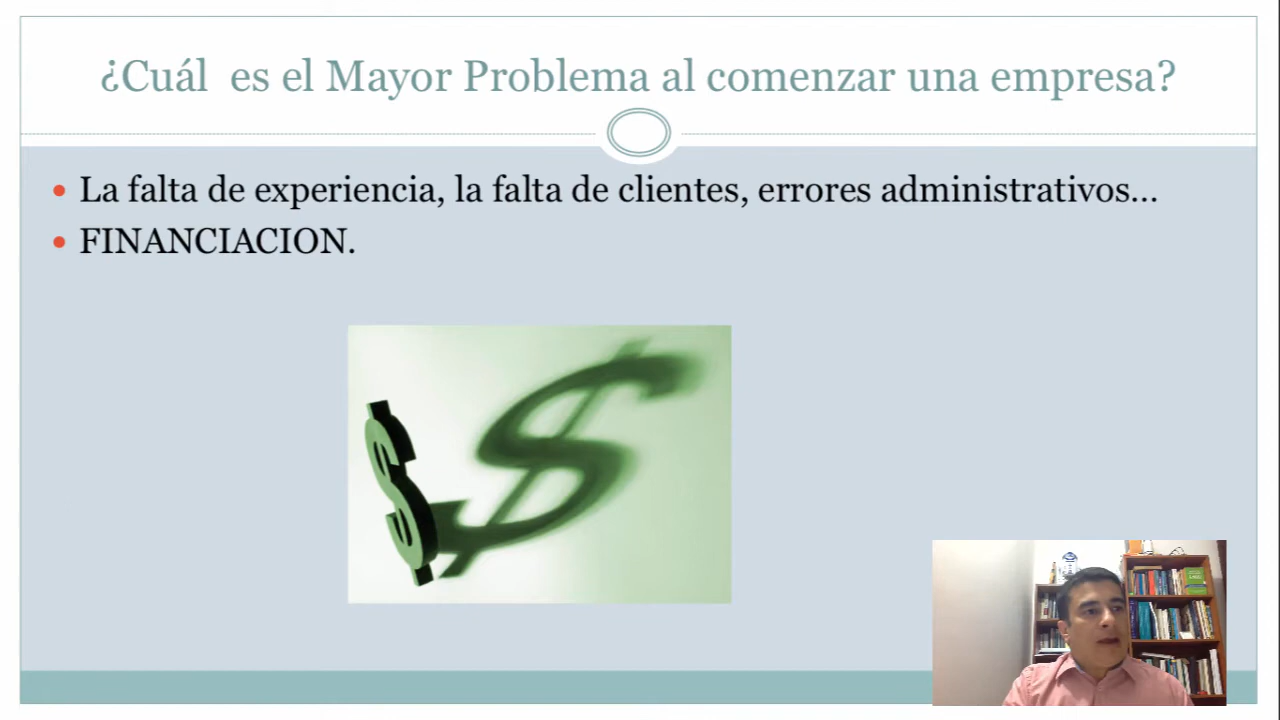 ¿Cuál  es el Mayor Problema al comenzar una empresa?
La falta de experiencia, la falta de clientes, errores administrativos…
FINANCIACION.